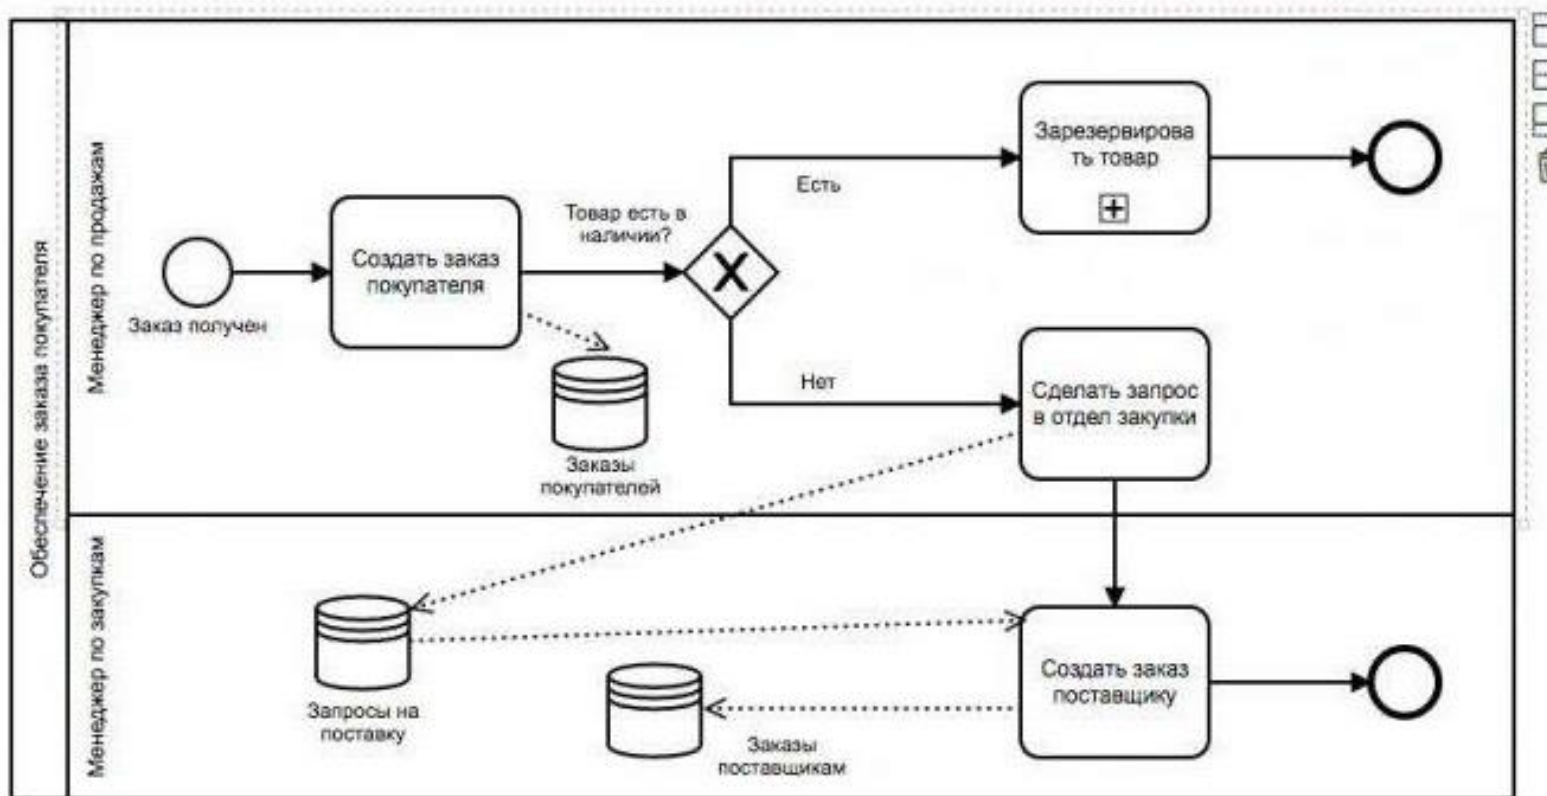 Обеспечение заказа покупателя
Менеджер по продажам
Заказ получен
Создать заказ
покупателя
Заказы
покупателей
Товар есть в
наличии?
X
Есть
Нет
Зарезервирова
ть товар
+
Сделать запрос
в отдел закупки
Менеджер по закупкам
Запросы на
поставку
Заказы
поставщикам
Создать заказ
поставщику